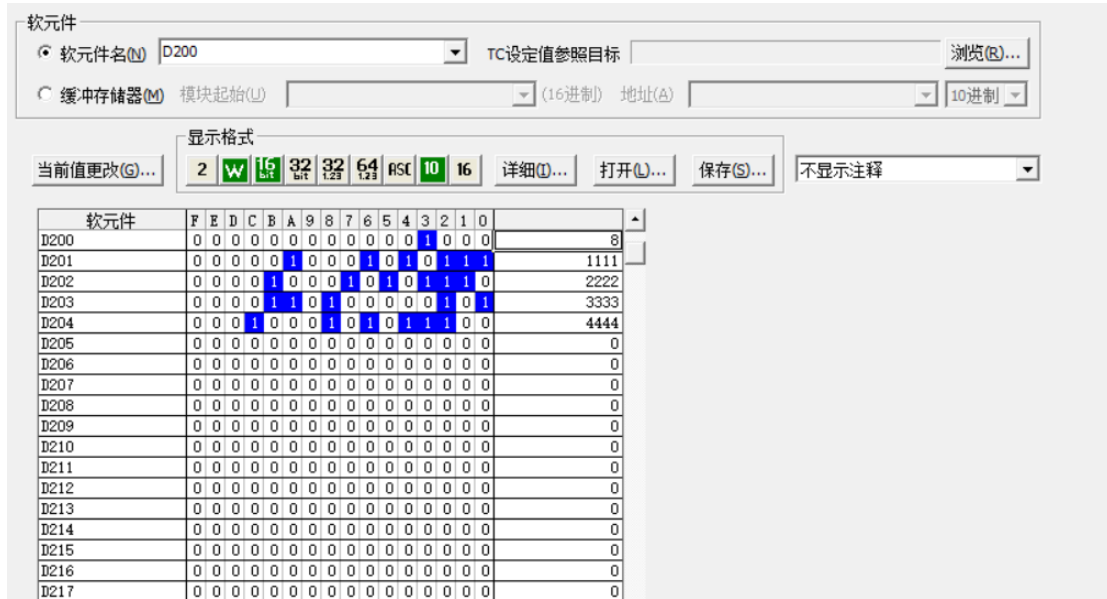 软元件
软元件名(N) D200 TC设定值参照目标 浏览(R)...
缓冲存储器(M) 模块起始(U) (16进制) 地址(A) 10进制
显示格式
当前值更改(G)... 2 W 16 bit 32 bit 32 1.23 64 1.23 ASC 10 16 详细(I)... 打开(L)... 保存(S)... 不显示注释
软元件 F E D C B A 9 8 7 6 5 4 3 2 1 0
D200 0 0 0 0 0 0 0 0 0 0 0 0 1 0 0 0 8
D201 0 0 0 0 0 1 0 0 0 1 0 1 0 1 1 1 1111
D202 0 0 0 0 1 0 0 0 1 0 1 0 1 1 1 0 2222
D203 0 0 0 0 1 1 0 1 0 0 0 0 0 1 0 1 3333
D204 0 0 0 1 0 0 0 1 0 1 0 1 1 1 0 0 4444
D205 0 0 0 0 0 0 0 0 0 0 0 0 0 0 0 0 0
D206 0 0 0 0 0 0 0 0 0 0 0 0 0 0 0 0 0
D207 0 0 0 0 0 0 0 0 0 0 0 0 0 0 0 0 0
D208 0 0 0 0 0 0 0 0 0 0 0 0 0 0 0 0 0
D209 0 0 0 0 0 0 0 0 0 0 0 0 0 0 0 0 0
D210 0 0 0 0 0 0 0 0 0 0 0 0 0 0 0 0 0
D211 0 0 0 0 0 0 0 0 0 0 0 0 0 0 0 0 0
D212 0 0 0 0 0 0 0 0 0 0 0 0 0 0 0 0 0
D213 0 0 0 0 0 0 0 0 0 0 0 0 0 0 0 0 0
D214 0 0 0 0 0 0 0 0 0 0 0 0 0 0 0 0 0
D215 0 0 0 0 0 0 0 0 0 0 0 0 0 0 0 0 0
D216 0 0 0 0 0 0 0 0 0 0 0 0 0 0 0 0 0
D217 0 0 0 0 0 0 0 0 0 0 0 0 0 0 0 0 0